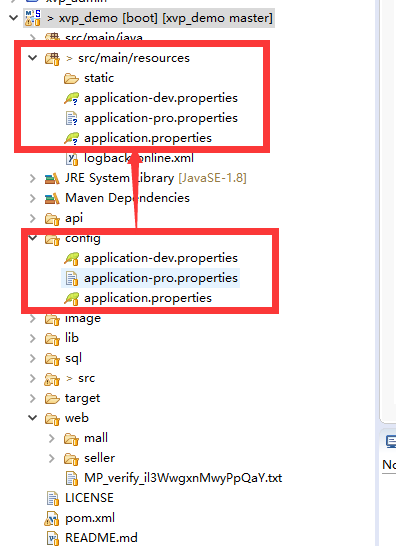 xvp_admin
> xvp_demo [boot] [xvp_demo master]
src/main/java
> src/main/resources
static
application-dev.properties
application-pro.properties
application.properties
logback-online.xml
JRE System Library [JavaSE-1.8]
Maven Dependencies
api
config
application-dev.properties
application-pro.properties
application.properties
image
lib
sql
> src
target
web
mall
seller
MP_verify_il3WwgxnMwyPpQaY.txt
LICENSE
pom.xml
README.md
No